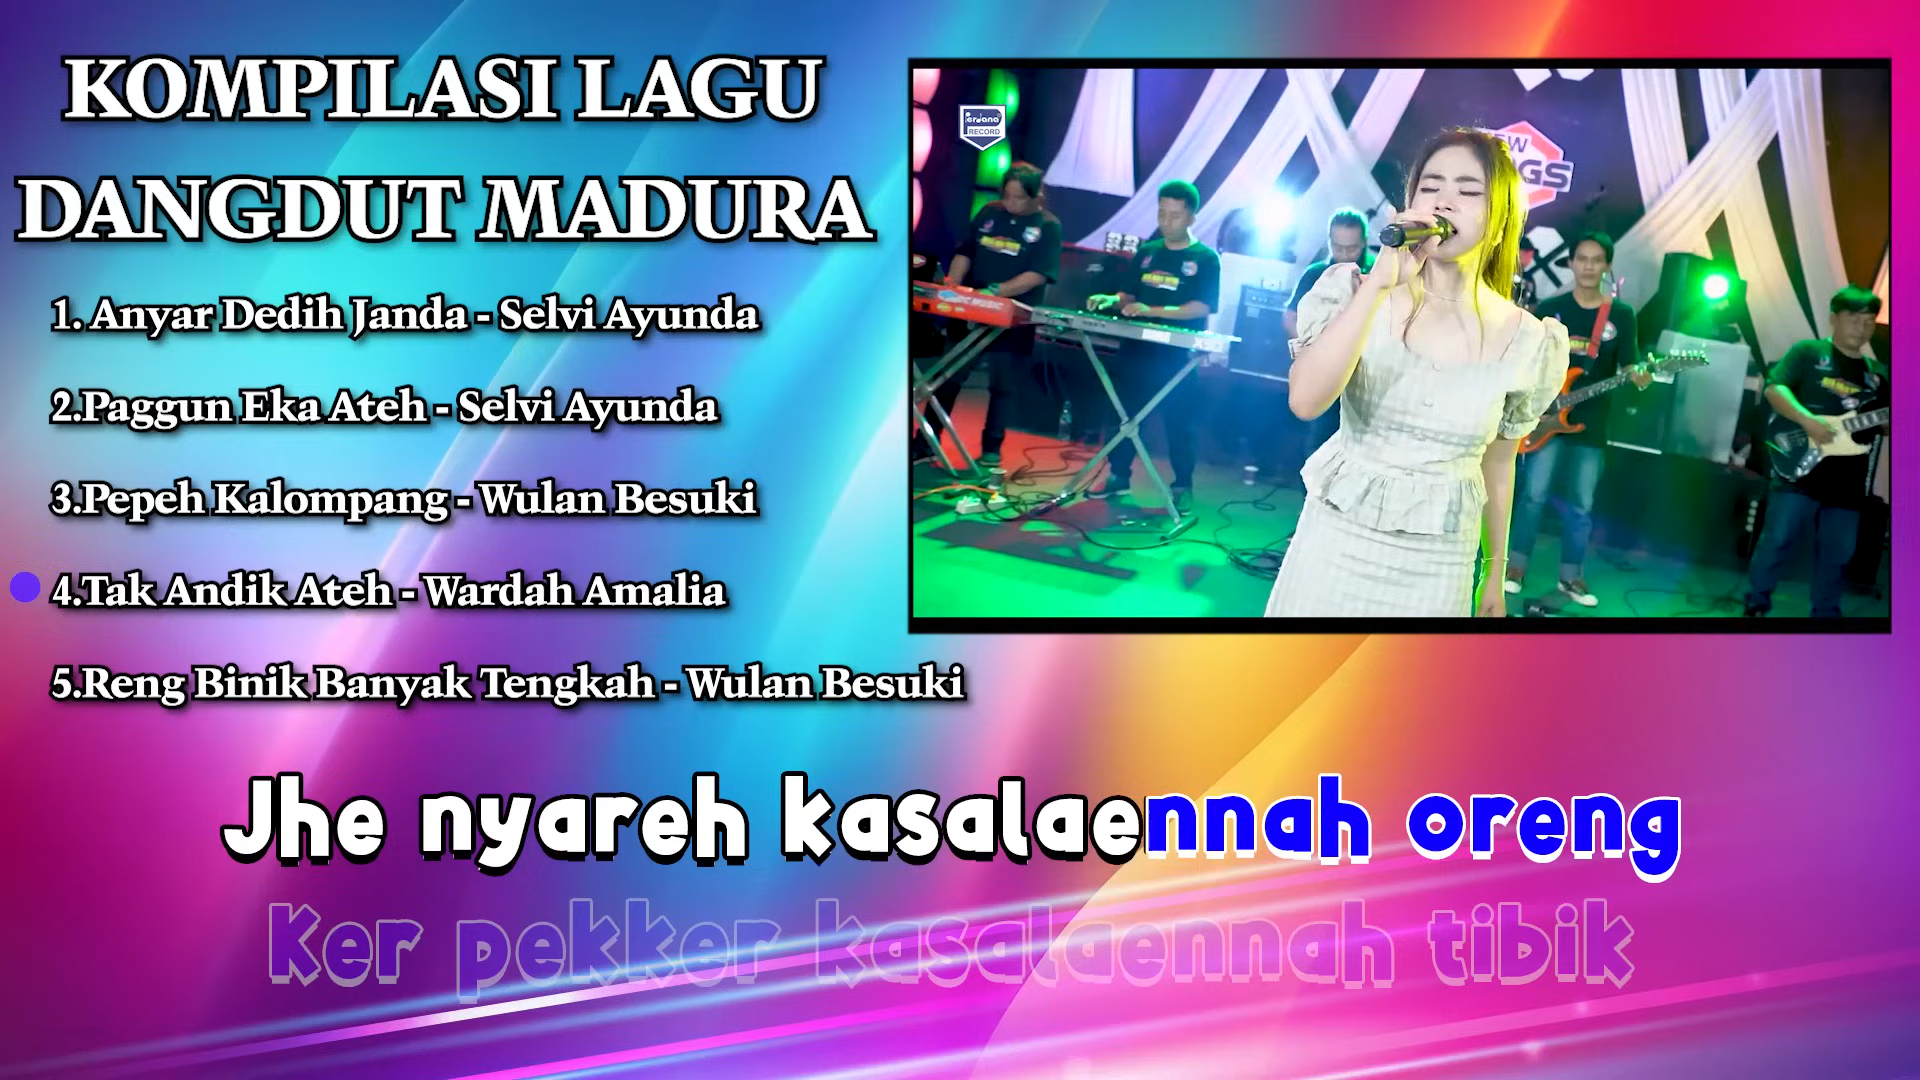 KOMPILASI LAGU
DANGDUT MADURA
1. Anyar Dedih Janda - Selvi Ayunda
2.Paggun Eka Ateh - Selvi Ayunda
3.Pepeh Kalompang - Wulan Besuki
4.Tak Andik Ateh - Wardah Amalia
5.Reng Binik Banyak Tengkah - Wulan Besuki
Perdana
RECORD
Jhe nyareh kasalaennah oreng
Ker pekker kasalaennah tibik